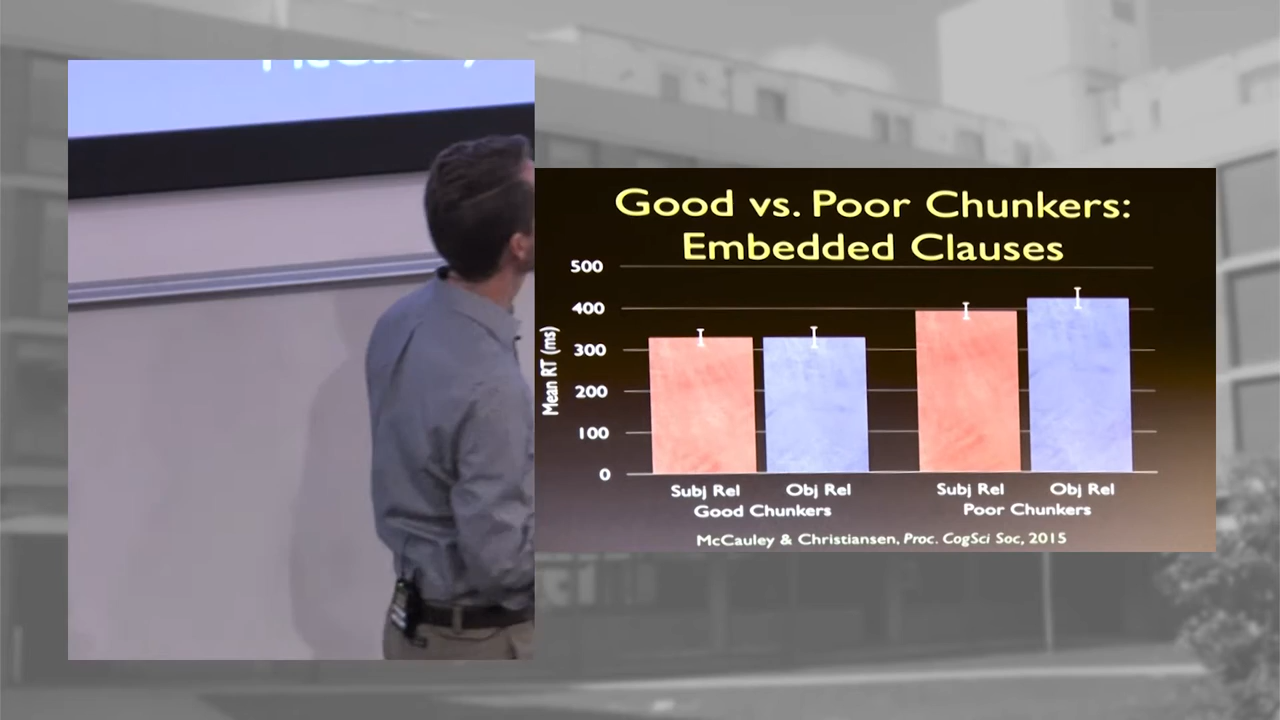 Good vs. Poor Chunkers:
Embedded Clauses
500
400
300
200
100
0
Mean RT (ms)
Subj Rel
Obj Rel
Subj Rel
Obj Rel
Good Chunkers
Poor Chunkers
McCauley & Christiansen, Proc. CogSci Soc, 2015